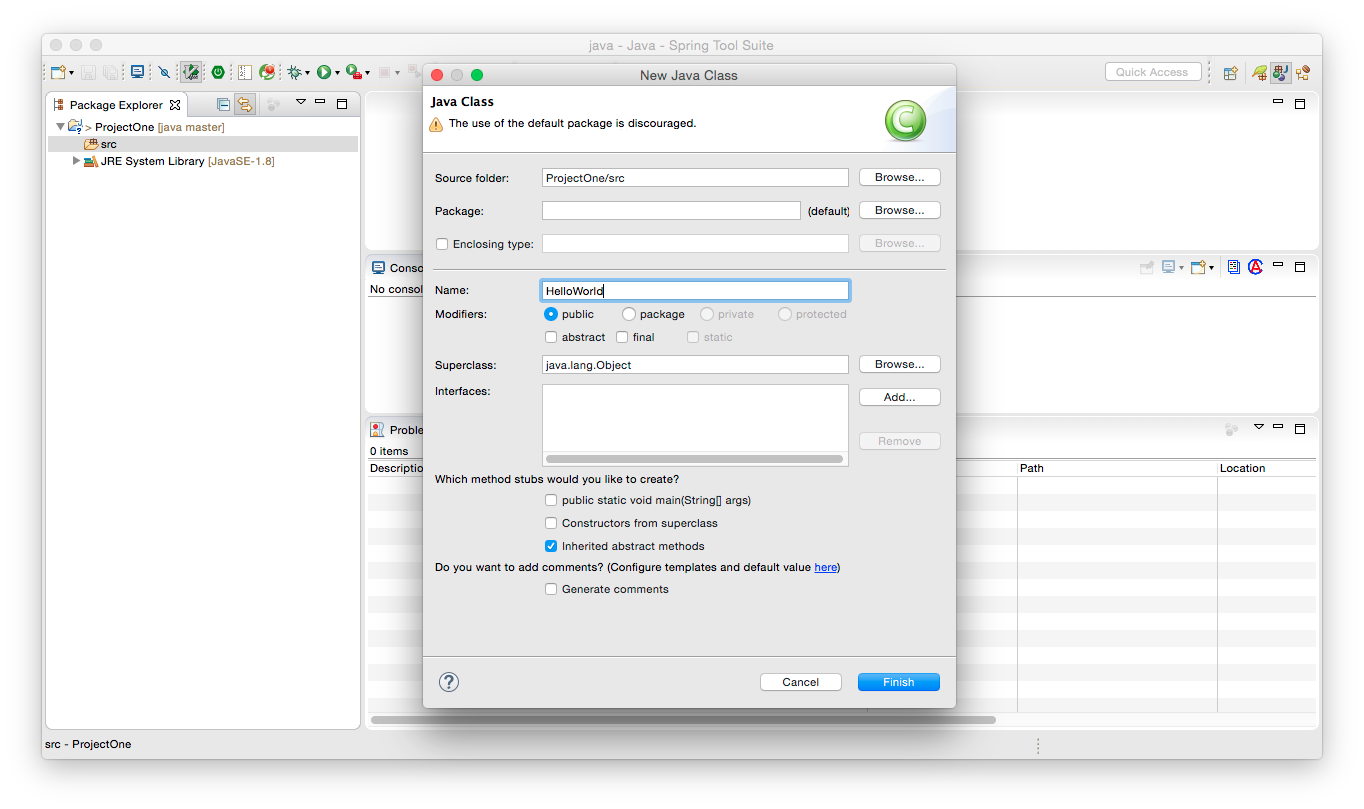 java - Java - Spring Tool Suite
Quick Access
Package Explorer
> ProjectOne [java master]
src
JRE System Library [JavaSE-1.8]
New Java Class
Java Class
The use of the default package is discouraged.
Source folder: ProjectOne/src Browse...
Package: (default) Browse...
Enclosing type: Browse...
Name: HelloWorld
Modifiers: public package private protected
abstract final static
Superclass: java.lang.Object Browse...
Interfaces: Add...
Remove
Which method stubs would you like to create?
public static void main(String[] args)
Constructors from superclass
Inherited abstract methods
Do you want to add comments? (Configure templates and default value here)
Generate comments
? Cancel Finish
Conso
No consol
Proble
0 items
Descriptio Path Location
src - ProjectOne